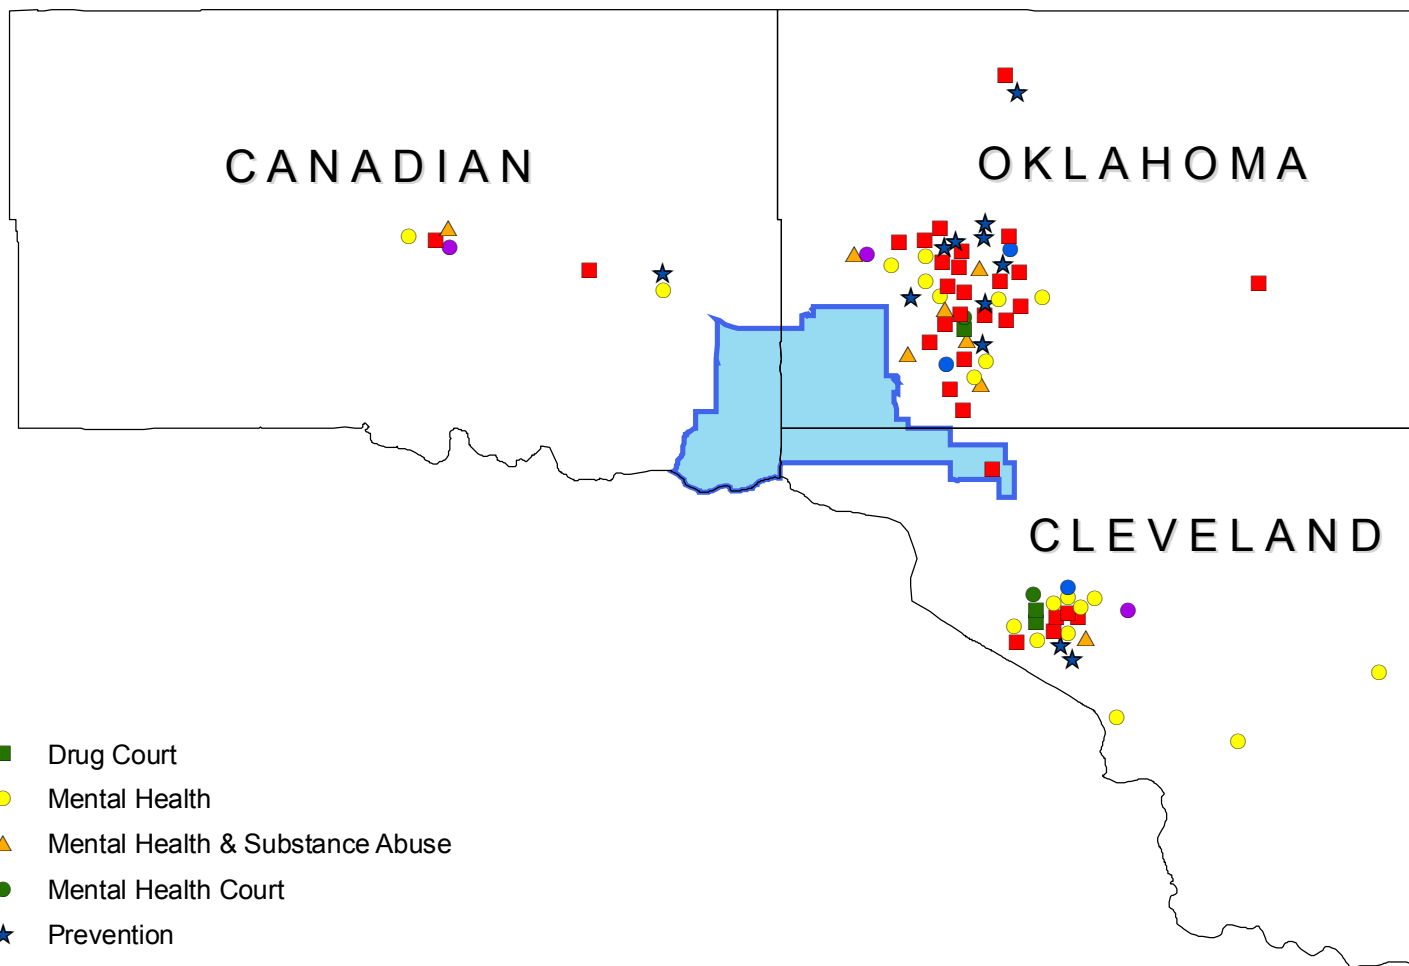 CANADIAN
OKLAHOMA
CLEVELAND
Drug Court
Mental Health
Mental Health & Substance Abuse
Mental Health Court
Prevention